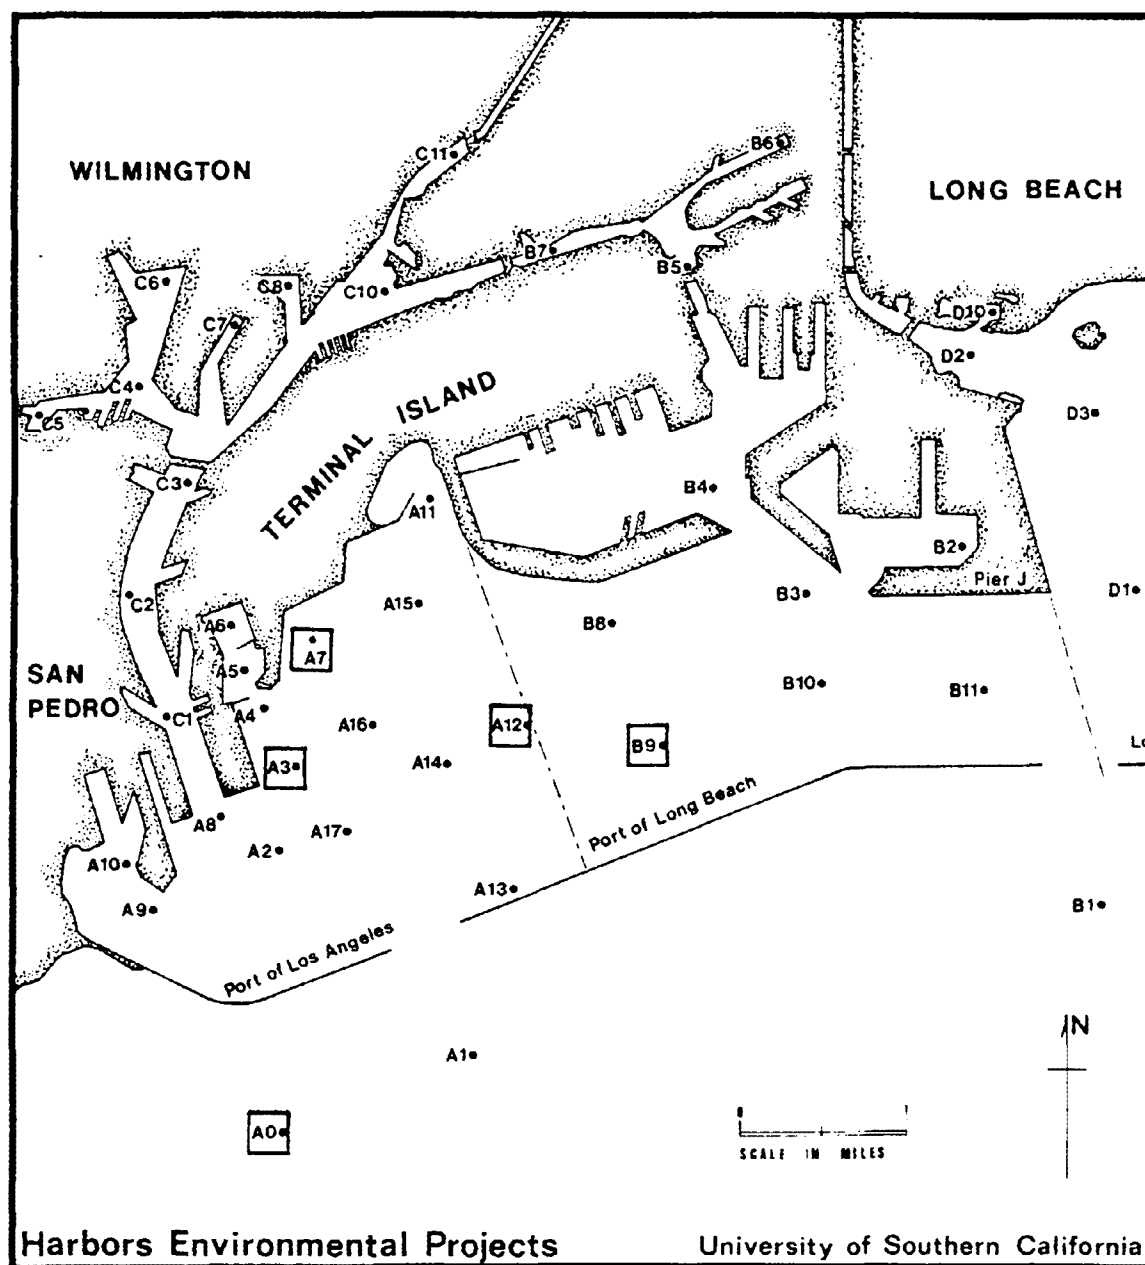 WILMINGTON
C11
B6
LONG BEACH
B7
B5
C6
C8
C10
C7
D10
D2
C4
C5
D3
TERMINAL ISLAND
C3
B4
A11
B2
Pier J
C2
A15
B3
D1
A6
B8
A7
A5
SAN
PEDRO
B10
B11
C1
A4
A16
A12
B9
A3
A14
Port of Long Beach
A8
A17
A2
A10
A13
A9
B1
Port of Los Angeles
N
A1
A0
0 1
SCALE IN MILES
Harbors Environmental Projects
University of Southern California